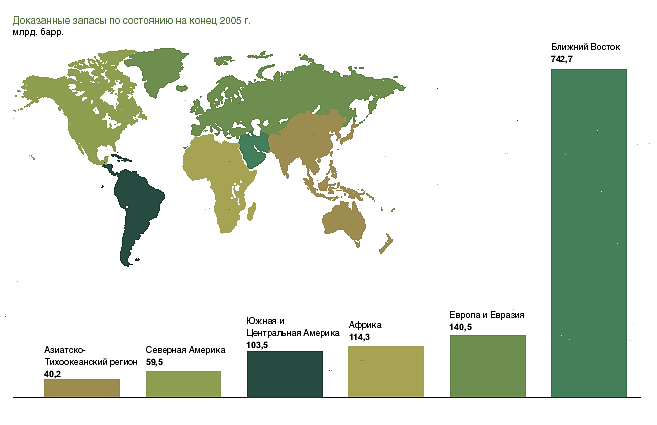 Доказанные запасы по состоянию на конец 2005 г.
млрд. барр.
Ближний Восток
742,7
Азиатско-
Тихоокеанский регион
40,2
Северная Америка
59,5
Южная и
Центральная Америка
103,5
Африка
114,3
Европа и Евразия
140,5